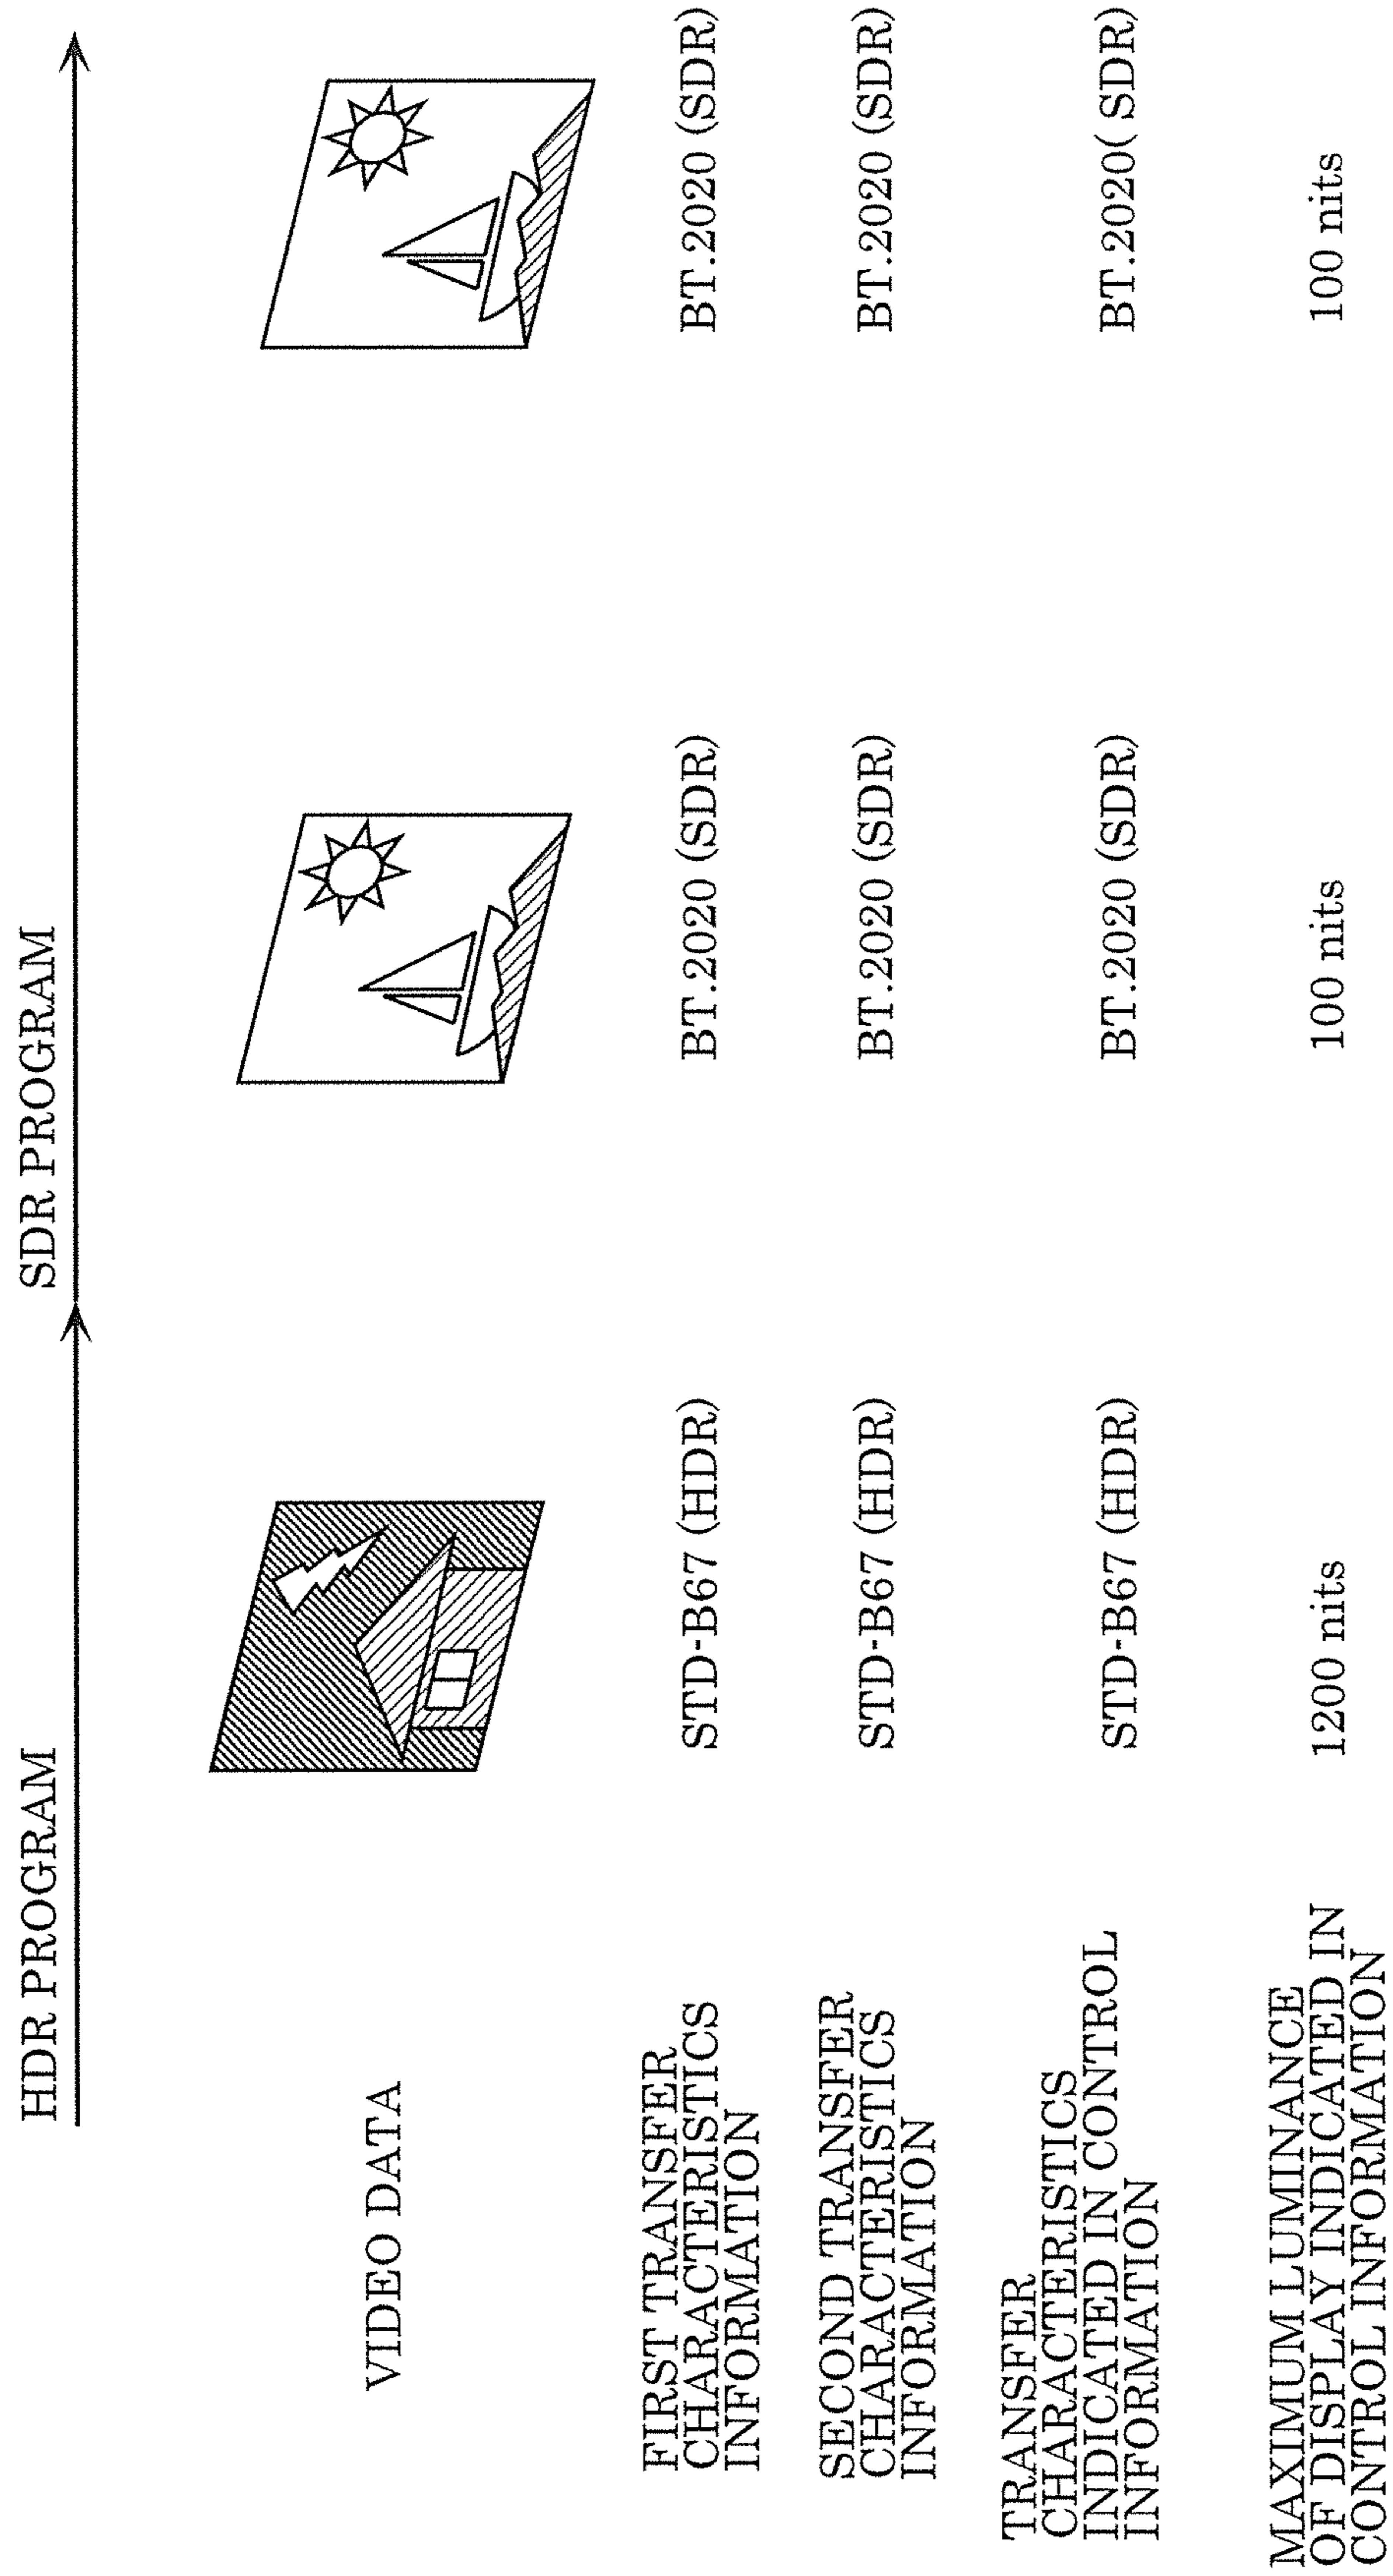 HDR PROGRAM
SDR PROGRAM
VIDEO DATA
FIRST TRANSFER
CHARACTERISTICS
INFORMATION
STD-B67 (HDR)
BT.2020 (SDR)
BT.2020 (SDR)
SECOND TRANSFER
CHARACTERISTICS
INFORMATION
STD-B67 (HDR)
BT.2020 (SDR)
BT.2020 (SDR)
TRANSFER
CHARACTERISTICS
INDICATED IN CONTROL
INFORMATION
STD-B67 (HDR)
BT.2020 (SDR)
BT.2020( SDR)
MAXIMUM LUMINANCE
OF DISPLAY INDICATED IN
CONTROL INFORMATION
1200 nits
100 nits
100 nits